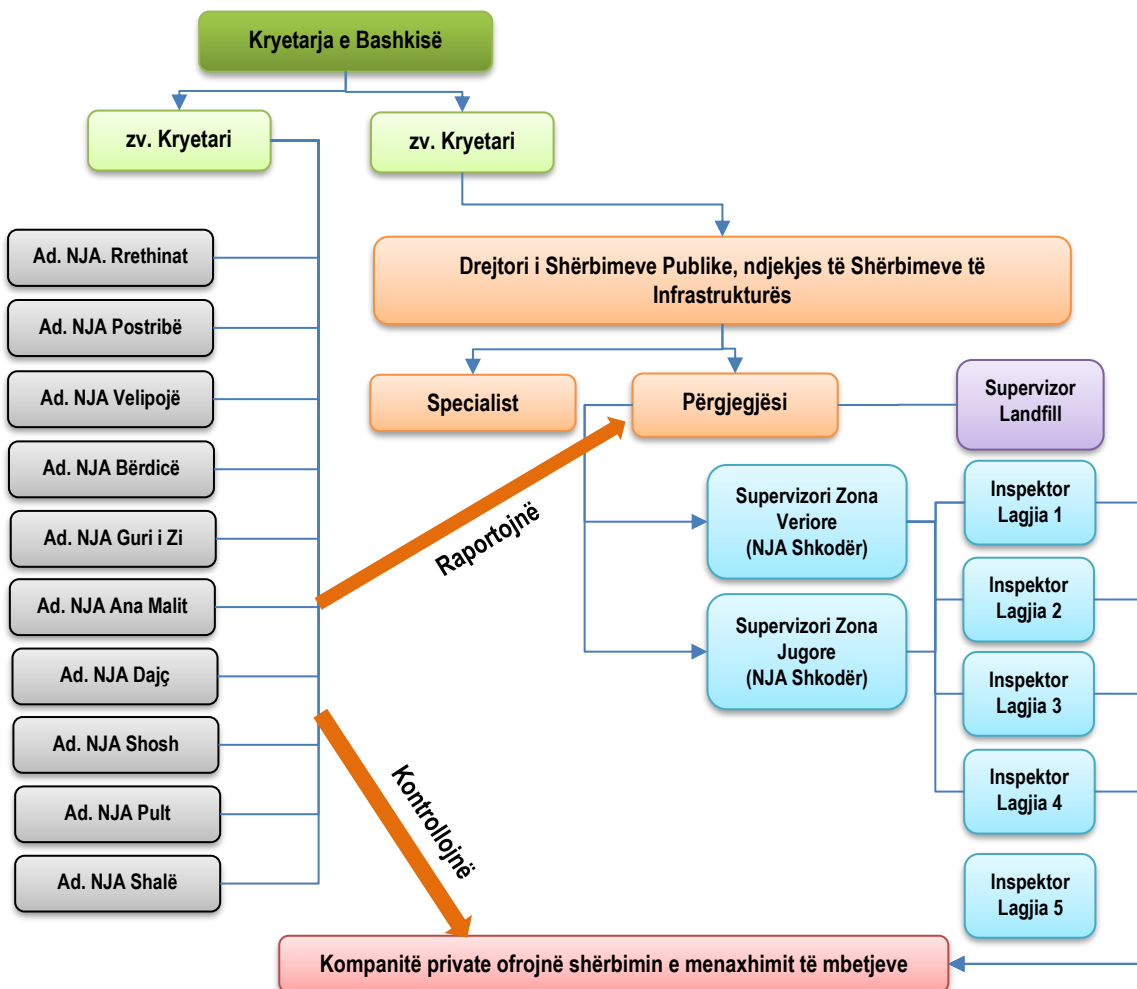 Kryetarja e Bashkisë
zv. Kryetari
zv. Kryetari
Ad. NJA. Rrethinat
Ad. NJA Postribë
Ad. NJA Velipojë
Ad. NJA Bërdicë
Ad. NJA Guri i Zi
Ad. NJA Ana Malit
Ad. NJA Dajç
Ad. NJA Shosh
Ad. NJA Pult
Ad. NJA Shalë
Drejtori i Shërbimeve Publike, ndjekjes të Shërbimeve të
Infrastrukturës
Specialist
Përgjegjësi
Supervizor
Landfill
Raportojnë
Kontrollojnë
Supervizori Zona
Veriore
(NJA Shkodër)
Supervizori Zona
Jugore
(NJA Shkodër)
Inspektor
Lagjia 1
Inspektor
Lagjia 2
Inspektor
Lagjia 3
Inspektor
Lagjia 4
Inspektor
Lagjia 5
Kompanitë private ofrojnë shërbimin e menaxhimit të mbetjeve